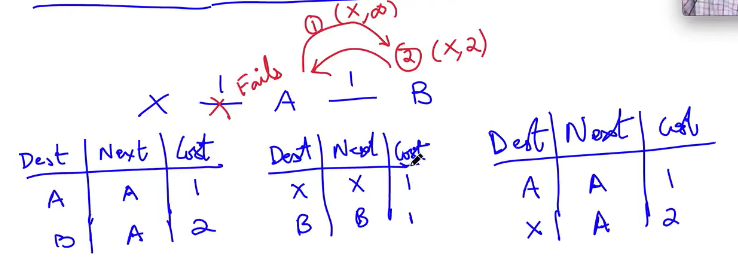 ① (X, ∞)
② (X, 2)
1 Fails 1
X A B
Dest Next Cost
A A 1
B A 2
Dest Next Cost
X X 1
B B 1
Dest Next Cost
A A 1
X A 2